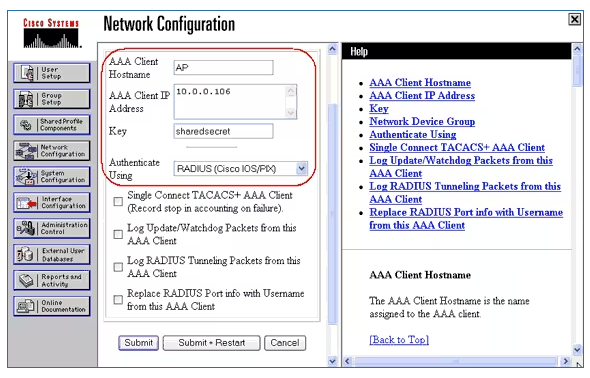 CISCO SYSTEMS
Network Configuration
User
Setup
Group
Setup
Shared Profile
Components
Network
Configuration
System
Configuration
Interface
Configuration
Administration
Control
External User
Databases
Reports and
Activity
Online
Documentation
AAA Client
Hostname
AP
AAA Client IP
Address
10.0.0.106
Key
sharedsecret
Authenticate
Using
RADIUS (Cisco IOS/PIX)
Single Connect TACACS+ AAA Client
(Record stop in accounting on failure).
Log Update/Watchdog Packets from this
AAA Client
Log RADIUS Tunneling Packets from this
AAA Client
Replace RADIUS Port info with Username
from this AAA Client
Submit
Submit + Restart
Cancel
Help
AAA Client Hostname
AAA Client IP Address
Key
Network Device Group
Authenticate Using
Single Connect TACACS+ AAA Client
Log Update/Watchdog Packets from this
AAA Client
Log RADIUS Tunneling Packets from this
AAA Client
Replace RADIUS Port info with Username
from this AAA Client
AAA Client Hostname
The AAA Client Hostname is the name
assigned to the AAA client.
[Back to Top]